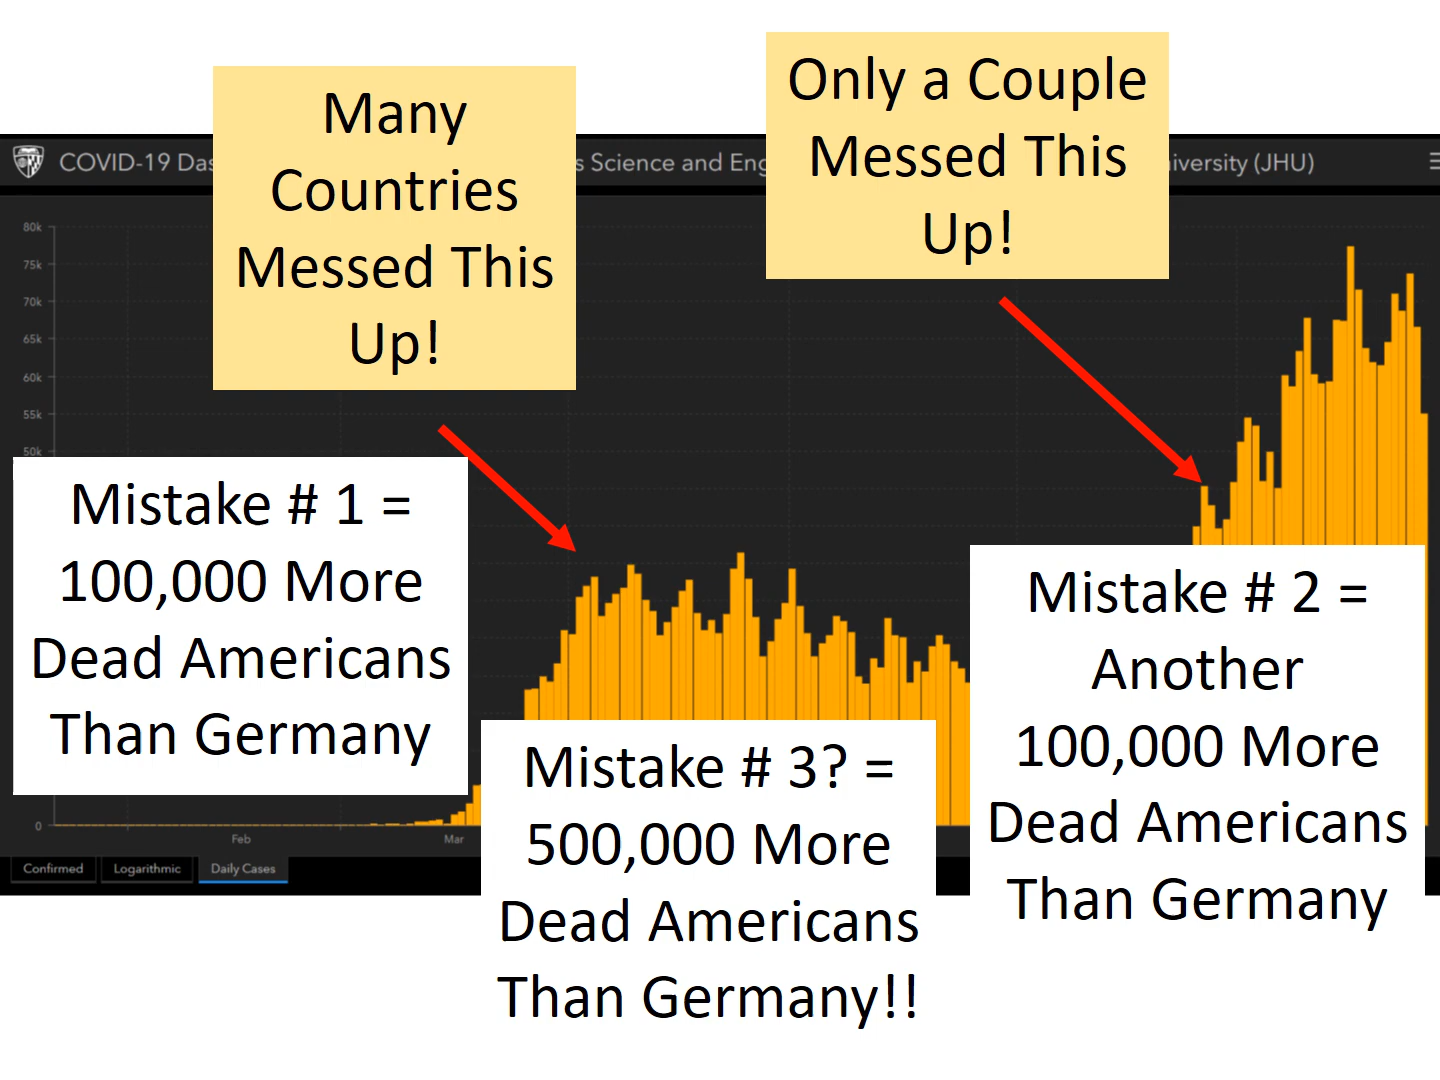 Many
Countries
Messed This
Up!
Only a Couple
Messed This
Up!
COVID-19 Das
s Science and Eng
iversity (JHU)
80k
75k
70k
65k
60k
55k
50k
Mistake # 1 =
100,000 More
Dead Americans
Than Germany
Mistake # 2 =
Another
100,000 More
Dead Americans
Than Germany
Mistake # 3? =
500,000 More
Dead Americans
Than Germany!!
0
Feb
Mar
Confirmed
Logarithmic
Daily Cases